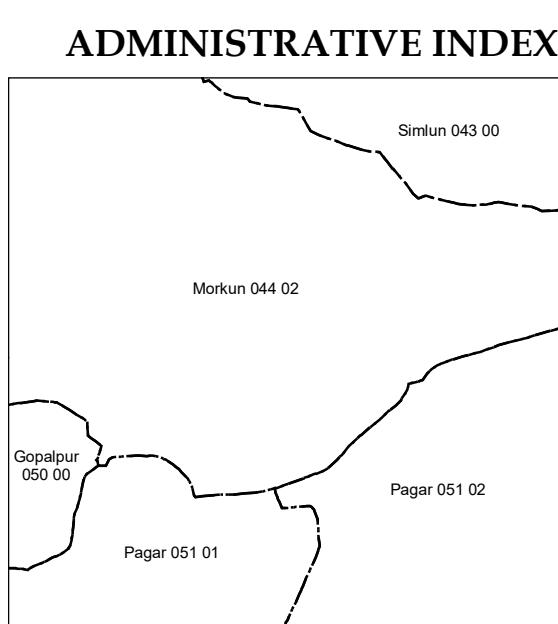 ADMINISTRATIVE INDEX
Simlun 043 00
Morkun 044 02
Gopalpur
050 00
Pagar 051 02
Pagar 051 01